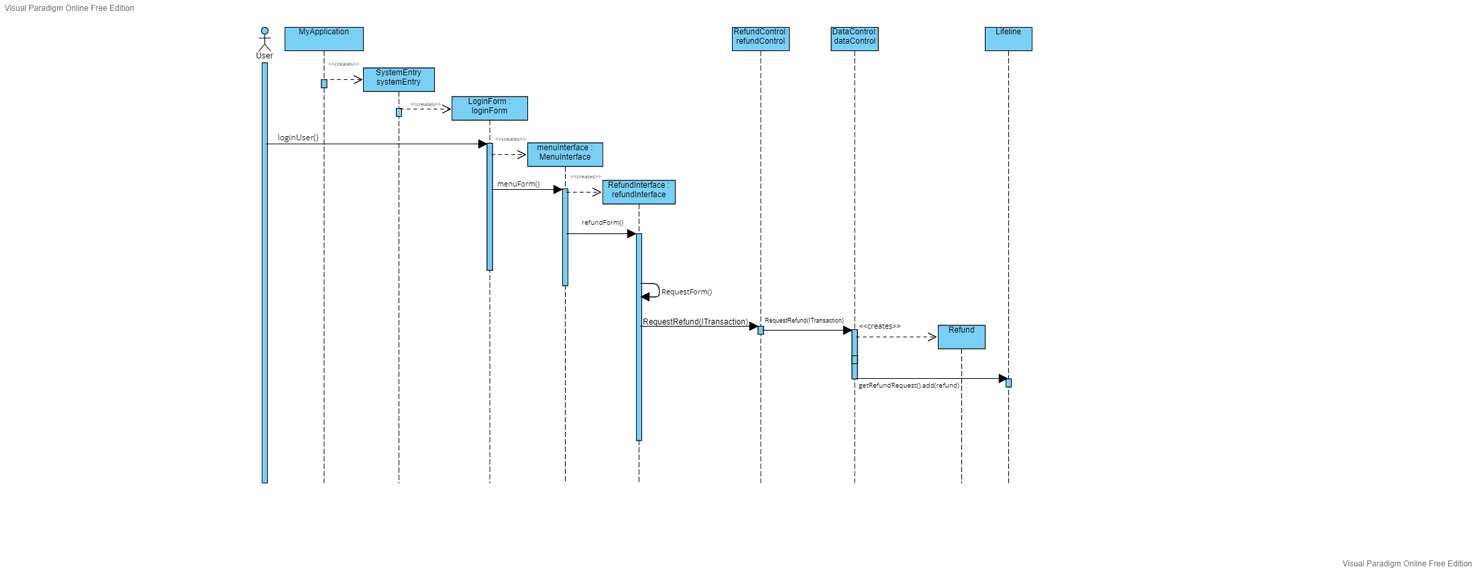 Visual Paradigm Online Free Edition
User
MyApplication
RefundControl:
refundControl
DataControl:
dataControl
Lifeline
<<creates>>
SystemEntry
systemEntry
<<creates>>
LoginForm :
loginForm
loginUser()
<<creates>>
menuInterface :
MenuInterface
<<creates>>
menuForm()
RefundInterface :
refundInterface
refundForm()
RequestForm()
RequestRefund(ITransaction)
RequestRefund(ITransaction)
<<creates>>
Refund
getRefundRequest().add(refund)
Visual Paradigm Online Free Edition